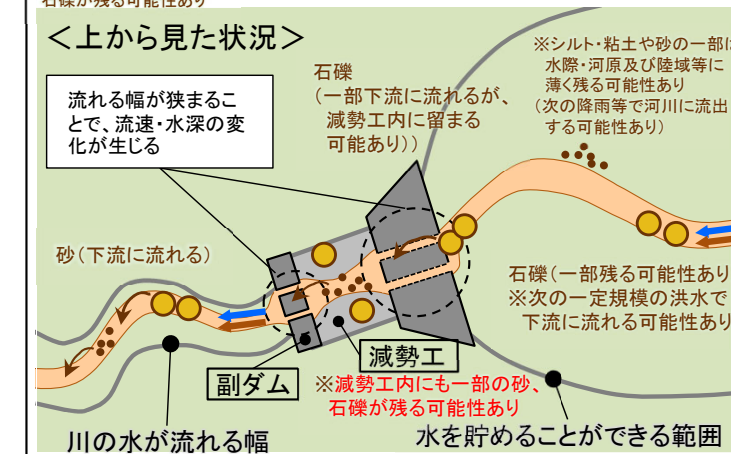 石礫が残る可能性あり
＜上から見た状況＞
流れる幅が狭まるこ
とで、流速・水深の変
化が生じる
石礫
（一部下流に流れるが、
減勢工内に留まる
可能あり））
※シルト・粘土や砂の一部は
水際・河原及び陸域等に
薄く残る可能性あり
（次の降雨等で河川に流出
する可能性あり）
砂（下流に流れる）
石礫（一部残る可能性あり
※次の一定規模の洪水で
下流に流れる可能性あり
減勢工
副ダム
※減勢工内にも一部の砂、
石礫が残る可能性あり
川の水が流れる幅
水を貯めることができる範囲